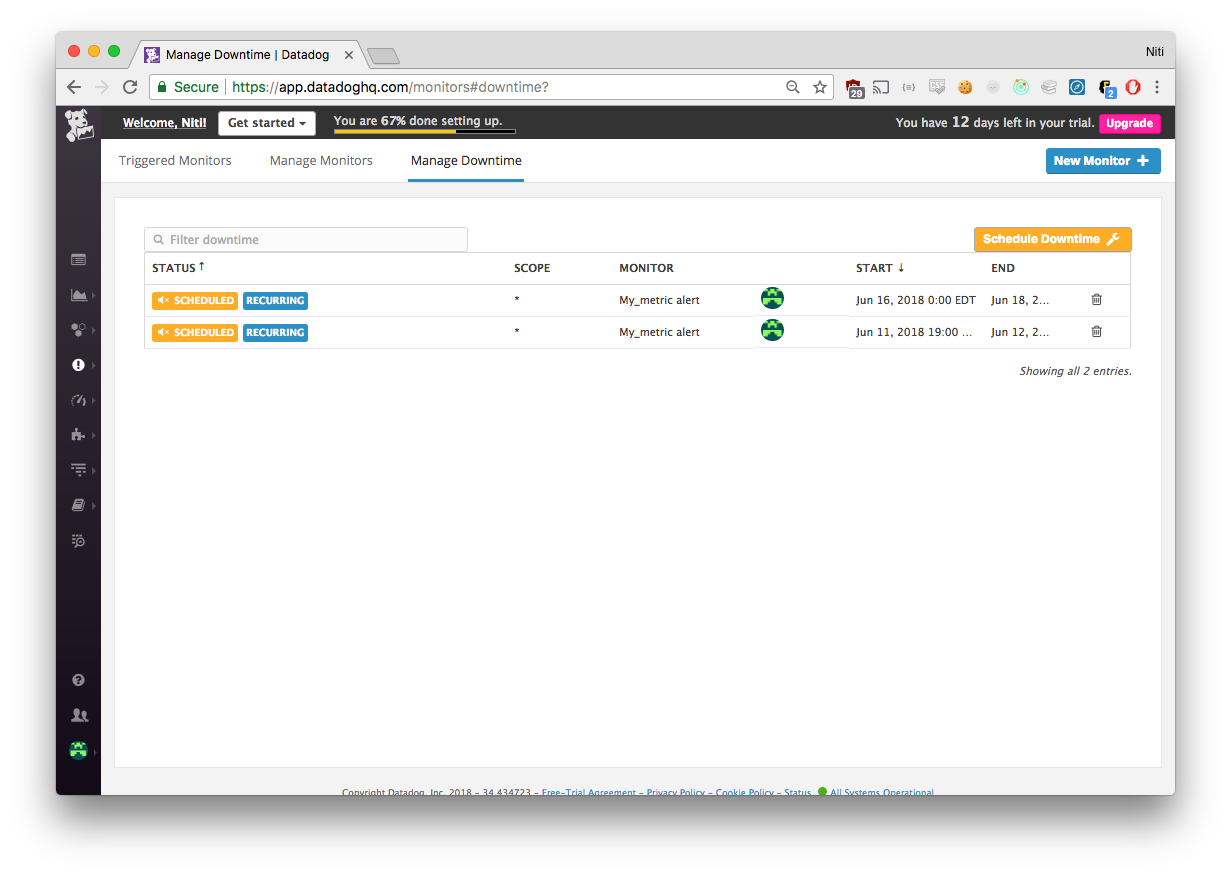 Manage Downtime | Datadog
Niti
Secure https://app.datadoghq.com/monitors#downtime?
29
2
Welcome, Niti!
Get started
You are 67% done setting up.
You have 12 days left in your trial.
Upgrade
Triggered Monitors
Manage Monitors
Manage Downtime
New Monitor +
Filter downtime
Schedule Downtime
STATUS ↑ SCOPE MONITOR START ↓ END
SCHEDULED RECURRING * My_metric alert Jun 16, 2018 0:00 EDT Jun 18, 2...
SCHEDULED RECURRING * My_metric alert Jun 11, 2018 19:00 ... Jun 12, 2...
Showing all 2 entries.
Copyright Datadog, Inc. 2018 - 34.434723 - Free-Trial Agreement - Privacy Policy - Cookie Policy - Status All Systems Operational